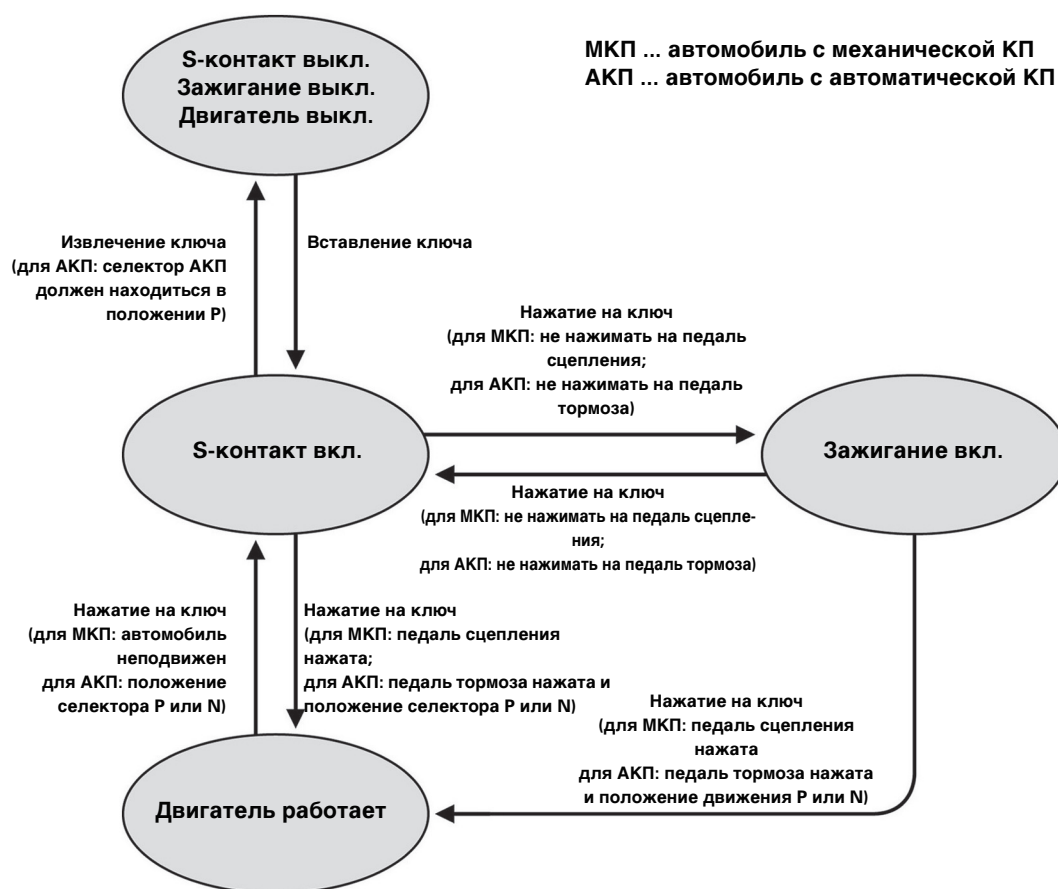 S-контакт выкл.
Зажигание выкл.
Двигатель выкл.
МКП ... автомобиль с механической КП
АКП ... автомобиль с автоматической КП
Извлечение ключа
(для АКП: селектор АКП
должен находиться в
положении P)
Вставление ключа
Нажатие на ключ
(для МКП: не нажимать на педаль
сцепления;
для АКП: не нажимать на педаль
тормоза)
S-контакт вкл.
Зажигание вкл.
Нажатие на ключ
(для МКП: не нажимать на педаль сцепле-
ния;
для АКП: не нажимать на педаль тормоза)
Нажатие на ключ
(для МКП: автомобиль
неподвижен
для АКП: положение
селектора P или N)
Нажатие на ключ
(для МКП: педаль сцепления
нажата;
для АКП: педаль тормоза нажата и
положение селектора P или N)
Нажатие на ключ
(для МКП: педаль сцепления
нажата
для АКП: педаль тормоза нажата
и положение движения P или N)
Двигатель работает